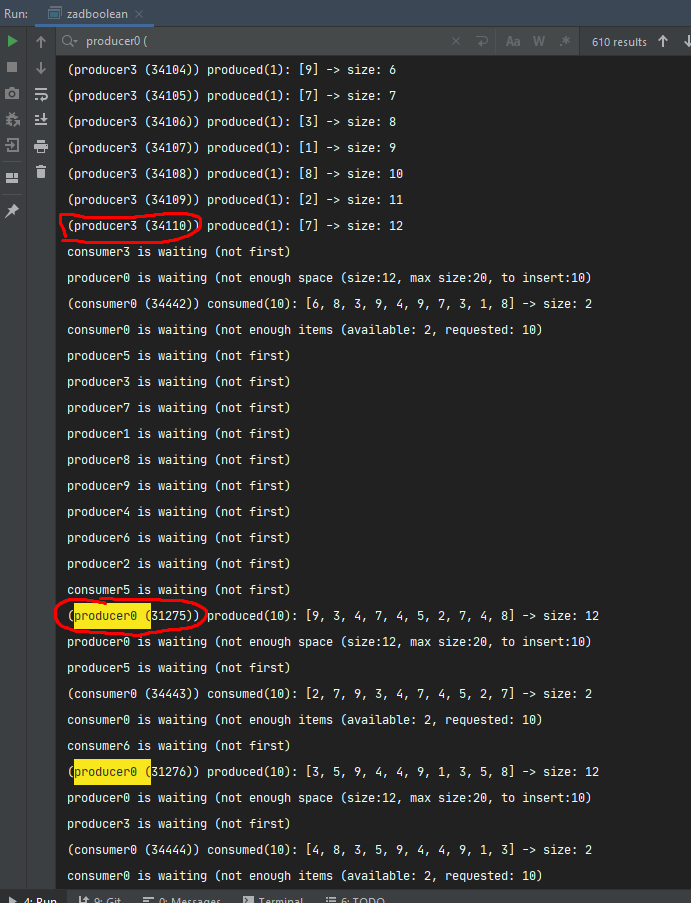 Run: zadboolean
producer0 ( Aa W .* 610 results
(producer3 (34104)) produced(1): [9] -> size: 6
(producer3 (34105)) produced(1): [7] -> size: 7
(producer3 (34106)) produced(1): [3] -> size: 8
(producer3 (34107)) produced(1): [1] -> size: 9
(producer3 (34108)) produced(1): [8] -> size: 10
(producer3 (34109)) produced(1): [2] -> size: 11
(producer3 (34110)) produced(1): [7] -> size: 12
consumer3 is waiting (not first)
producer0 is waiting (not enough space (size:12, max size:20, to insert:10)
(consumer0 (34442)) consumed(10): [6, 8, 3, 9, 4, 9, 7, 3, 1, 8] -> size: 2
consumer0 is waiting (not enough items (available: 2, requested: 10)
producer5 is waiting (not first)
producer3 is waiting (not first)
producer7 is waiting (not first)
producer1 is waiting (not first)
producer8 is waiting (not first)
producer9 is waiting (not first)
producer4 is waiting (not first)
producer6 is waiting (not first)
producer2 is waiting (not first)
consumer5 is waiting (not first)
(producer0 (31275)) produced(10): [9, 3, 4, 7, 4, 5, 2, 7, 4, 8] -> size: 12
producer0 is waiting (not enough space (size:12, max size:20, to insert:10)
producer5 is waiting (not first)
(consumer0 (34443)) consumed(10): [2, 7, 9, 3, 4, 7, 4, 5, 2, 7] -> size: 2
consumer0 is waiting (not enough items (available: 2, requested: 10)
consumer6 is waiting (not first)
(producer0 (31276)) produced(10): [3, 5, 9, 4, 4, 9, 1, 3, 5, 8] -> size: 12
producer0 is waiting (not enough space (size:12, max size:20, to insert:10)
producer3 is waiting (not first)
(consumer0 (34444)) consumed(10): [4, 8, 3, 5, 9, 4, 4, 9, 1, 3] -> size: 2
consumer0 is waiting (not enough items (available: 2, requested: 10)
4: Run 9: Git 0: Messages Terminal 6: TODO